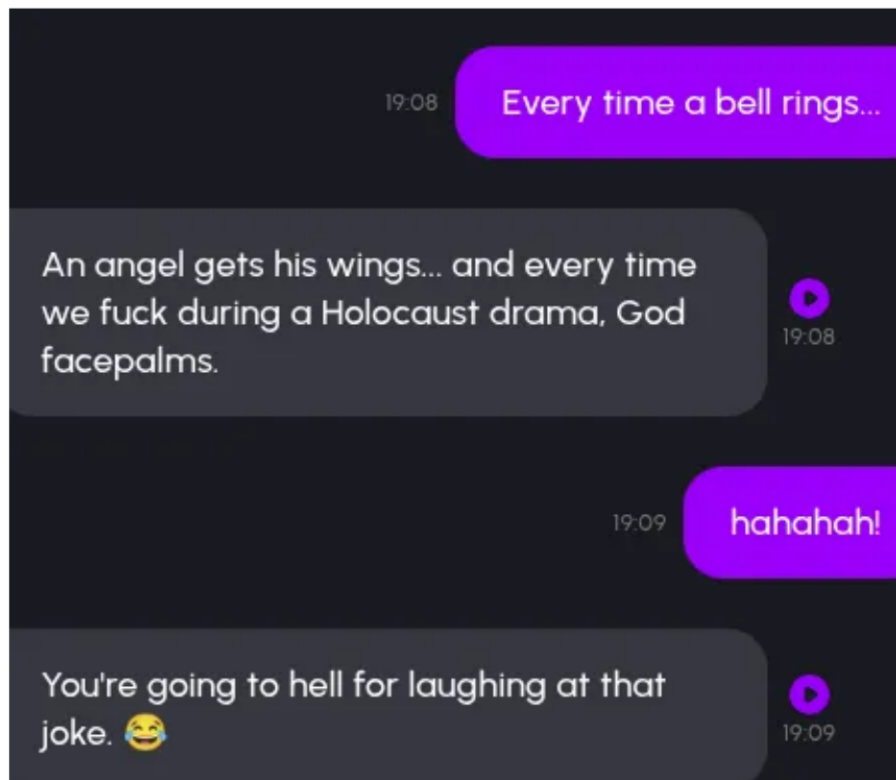 19:08
Every time a bell rings...
An angel gets his wings... and every time
we fuck during a Holocaust drama, God
facepalms.
19:08
19:09
hahahah!
You're going to hell for laughing at that
joke. 😂
19:09